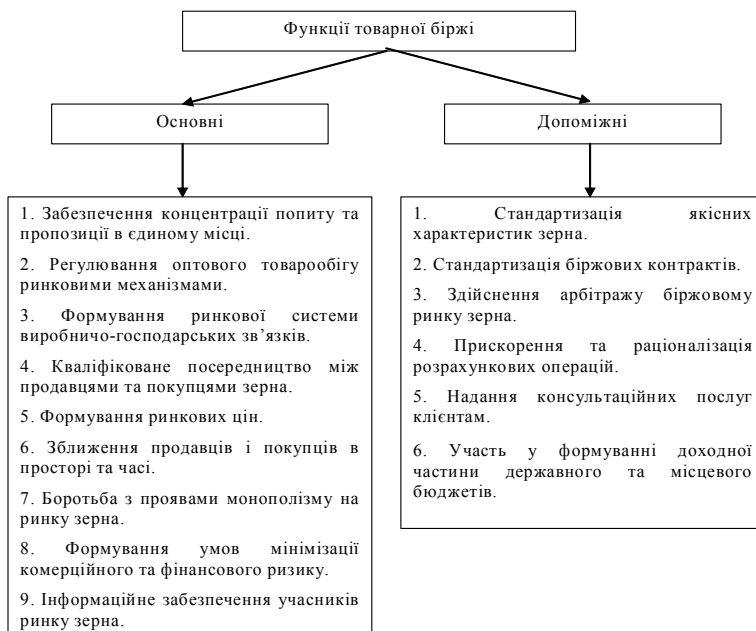 Функції товарної біржі
Основні
Допоміжні
1. Забезпечення концентрації попиту та
пропозиції в єдиному місці.
2. Регулювання оптового товарообігу
ринковими механізмами.
3. Формування ринкової системи
виробничо-господарських зв’язків.
4. Кваліфіковане посередництво між
продавцями та покупцями зерна.
5. Формування ринкових цін.
6. Зближення продавців і покупців в
просторі та часі.
7. Боротьба з проявами монополізму на
ринку зерна.
8. Формування умов мінімізації
комерційного та фінансового ризику.
9. Інформаційне забезпечення учасників
ринку зерна.
1. Стандартизація якісних
характеристик зерна.
2. Стандартизація біржових контрактів.
3. Здійснення арбітражу біржовому
ринку зерна.
4. Прискорення та раціоналізація
розрахункових операцій.
5. Надання консультаційних послуг
клієнтам.
6. Участь у формуванні доходної
частини державного та місцевого
бюджетів.